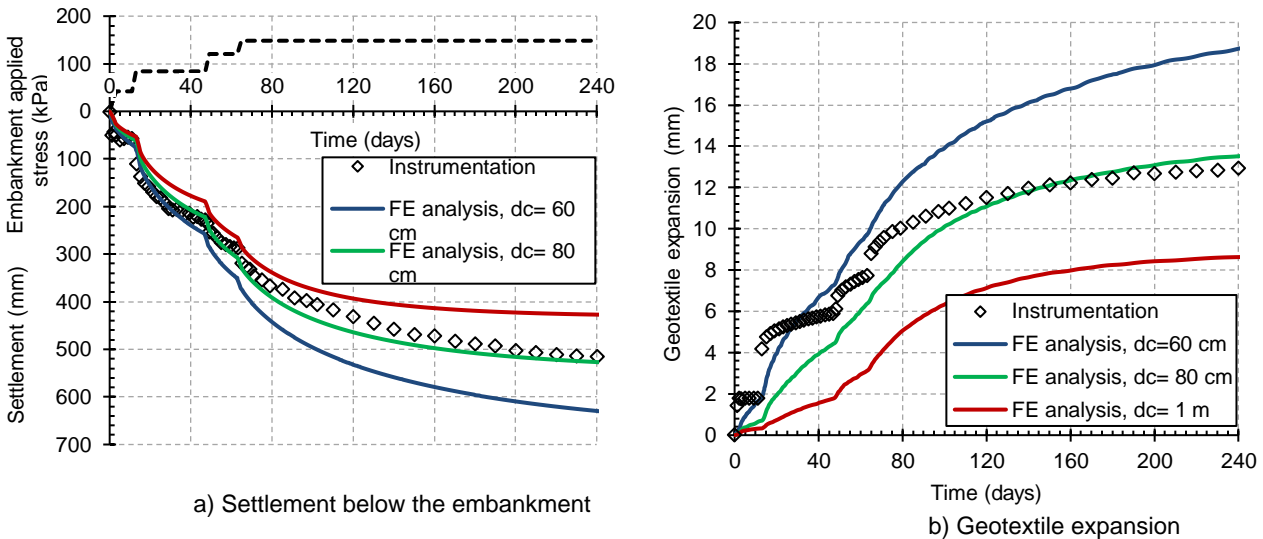 200
100
0
100
200
300
400
500
600
700
Embankment applied
stress (kPa)
Settlement (mm)
0 40 80 120 160 200 240
Time (days)
Instrumentation
FE analysis, dc= 60
cm
FE analysis, dc= 80
cm
a) Settlement below the embankment
20
18
16
14
12
10
8
6
4
2
0
Geotextile expansion (mm)
Instrumentation
FE analysis, dc=60 cm
FE analysis, dc= 80 cm
FE analysis, dc= 1 m
0 40 80 120 160 200 240
Time (days)
b) Geotextile expansion